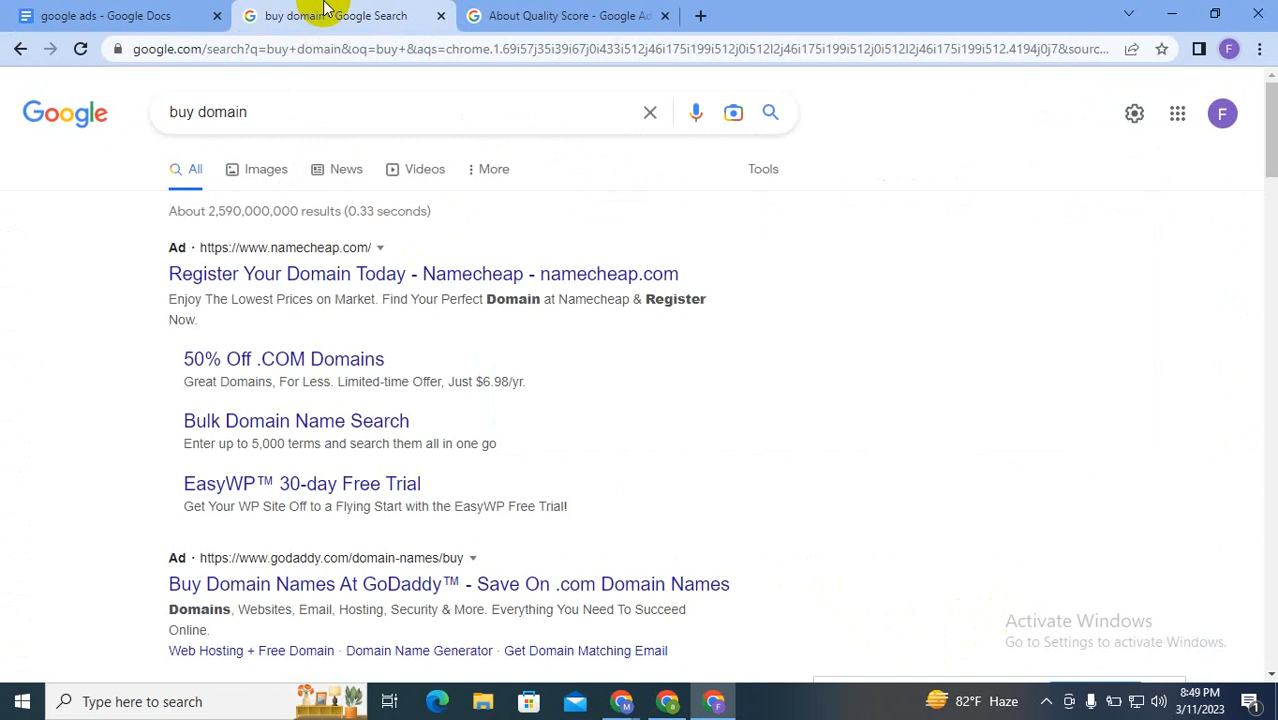 google ads - Google Docs
buy domain - Google Search
About Quality Score - Google Ad
google.com/search?q=buy+domain&oq=buy+&aqs=chrome.1.69i57j35i39i67j0i433i512j46i175i199i512j0i512l2j46i175i199i512j0i512l2j46i175i199i512.4194j0j7&sourc...
F
Google
buy domain
F
All
Images
News
Videos
More
Tools
About 2,590,000,000 results (0.33 seconds)
Ad · https://www.namecheap.com/
Register Your Domain Today - Namecheap - namecheap.com
Enjoy The Lowest Prices on Market. Find Your Perfect Domain at Namecheap & Register
Now.
50% Off .COM Domains
Great Domains, For Less. Limited-time Offer, Just $6.98/yr.
Bulk Domain Name Search
Enter up to 5,000 terms and search them all in one go
EasyWP™ 30-day Free Trial
Get Your WP Site Off to a Flying Start with the EasyWP Free Trial!
Ad · https://www.godaddy.com/domain-names/buy
Buy Domain Names At GoDaddy™ - Save On .com Domain Names
Domains, Websites, Email, Hosting, Security & More. Everything You Need To Succeed
Online.
Web Hosting + Free Domain · Domain Name Generator · Get Domain Matching Email
Activate Windows
Go to Settings to activate Windows.
Type here to search
M
a
F
82°F Haze
8:49 PM
3/11/2023
1